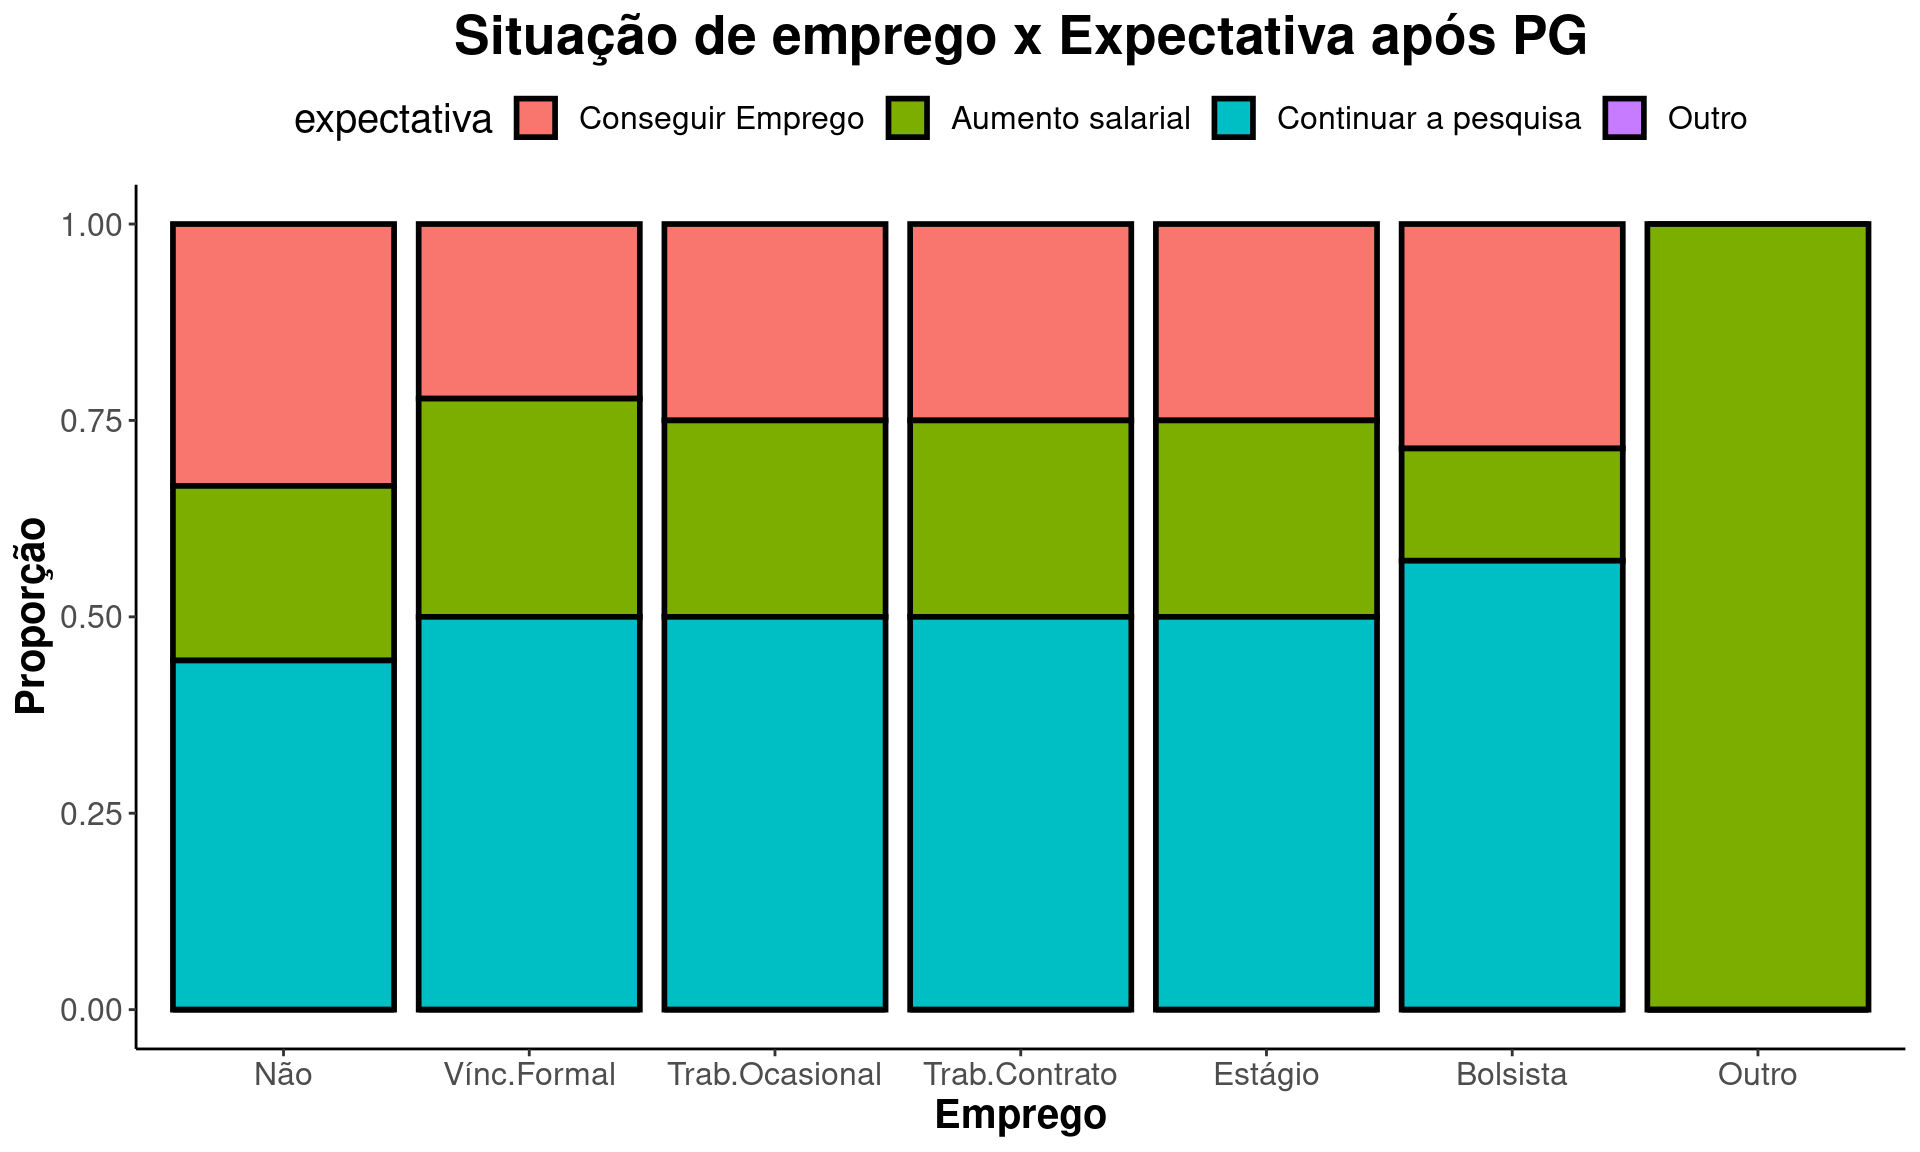 Situação de emprego x Expectativa após PG
expectativa Conseguir Emprego Aumento salarial Continuar a pesquisa Outro
Proporção
1.00
0.75
0.50
0.25
0.00
Não Vínc.Formal Trab.Ocasional Trab.Contrato Estágio Bolsista Outro
Emprego